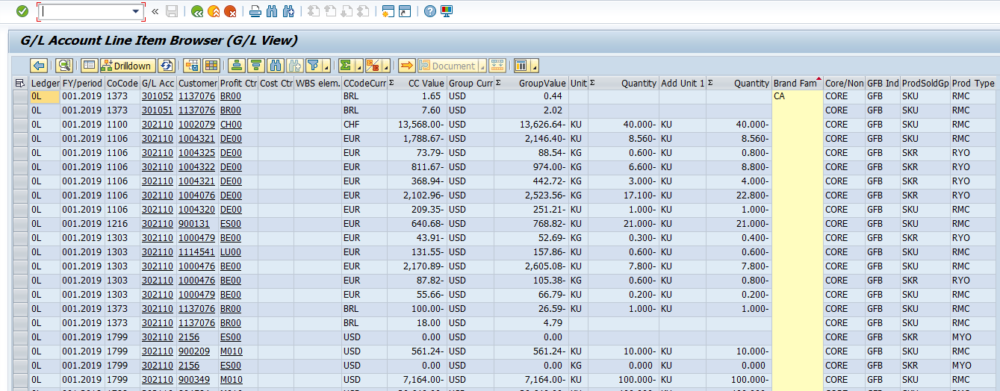 G/L Account Line Item Browser (G/L View)
Drilldown Σ Document
Ledger FY/period CoCode G/L Acc Customer Profit Ctr Cost Ctr WBS elem. CCodeCurr Σ CC Value Group Curr Σ GroupValue Unit Σ Quantity Add Unit 1 Σ Quantity Brand Fam Core/Non GFB Ind ProdSoldGp Prod Type
0L 001.2019 1373 301052 1137076 BR00 BRL 1.65 USD 0.44 CA CORE GFB SKU RMC
0L 001.2019 1373 301051 1137076 BR00 BRL 7.60 USD 2.02 CORE GFB SKU RMC
0L 001.2019 1100 302110 1002079 CH00 CHF 13,568.00- USD 13,626.64- KU 40.000- KU 40.000- CORE GFB SKU RMC
0L 001.2019 1106 302110 1004321 DE00 EUR 1,788.67- USD 2,146.40- KU 8.560- KU 8.560- CORE GFB SKU RMC
0L 001.2019 1106 302110 1004325 DE00 EUR 73.79- USD 88.54- KG 0.600- KU 0.800- CORE GFB SKR RYO
0L 001.2019 1106 302110 1004322 DE00 EUR 811.67- USD 974.00- KG 6.600- KU 8.800- CORE GFB SKR RYO
0L 001.2019 1106 302110 1004321 DE00 EUR 368.94- USD 442.72- KG 3.000- KU 4.000- CORE GFB SKR RYO
0L 001.2019 1106 302110 1004076 DE00 EUR 2,102.96- USD 2,523.56- KG 17.100- KU 22.800- CORE GFB SKR RYO
0L 001.2019 1106 302110 1004320 DE00 EUR 209.35- USD 251.21- KU 1.000- KU 1.000- CORE GFB SKU RMC
0L 001.2019 1216 302110 900131 ES00 EUR 640.68- USD 768.82- KU 21.000- KU 21.000- CORE GFB SKU RMC
0L 001.2019 1303 302110 1000479 BE00 EUR 43.91- USD 52.69- KG 0.300- KU 0.400- CORE GFB SKR RYO
0L 001.2019 1303 302110 1114541 LU00 EUR 131.55- USD 157.86- KU 0.600- KU 0.600- CORE GFB SKU RMC
0L 001.2019 1303 302110 1000476 BE00 EUR 2,170.89- USD 2,605.08- KU 7.800- KU 7.800- CORE GFB SKU RMC
0L 001.2019 1303 302110 1000476 BE00 EUR 87.82- USD 105.38- KG 0.600- KU 0.800- CORE GFB SKR RYO
0L 001.2019 1303 302110 1000479 BE00 EUR 55.66- USD 66.79- KU 0.200- KU 0.200- CORE GFB SKU RMC
0L 001.2019 1373 302110 1137076 BR00 BRL 100.00- USD 26.59- KU 1.000- KU 1.000- CORE GFB SKU RMC
0L 001.2019 1373 302110 1137076 BR00 BRL 18.00 USD 4.79 CORE GFB SKU RMC
0L 001.2019 1799 302110 2156 ES00 USD 0.00 USD 0.00 CORE GFB SKR MYO
0L 001.2019 1799 302110 900209 M010 USD 561.24- USD 561.24- KU 10.000- KU 10.000- CORE GFB SKU RMC
0L 001.2019 1799 302110 2156 ES00 USD 0.00 USD 0.00 KG 0.000 KU 0.000 CORE GFB SKR MYO
0L 001.2019 1799 302110 900349 M010 USD 7,164.00- USD 7,164.00- KU 100.000- KU 100.000- CORE GFB SKU RMC